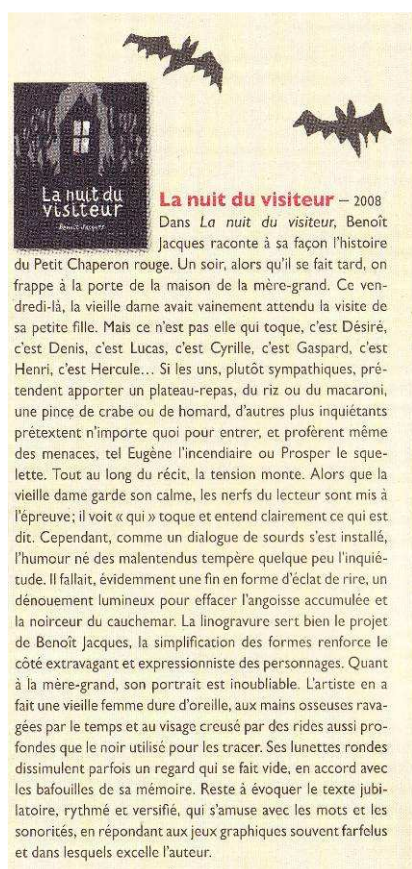 La nuit du
visiteur
Benoît Jacques
La nuit du visiteur – 2008
Dans La nuit du visiteur, Benoît
Jacques raconte à sa façon l'histoire
du Petit Chaperon rouge. Un soir, alors qu'il se fait tard, on
frappe à la porte de la maison de la mère-grand. Ce ven-
dredi-là, la vieille dame avait vainement attendu la visite de
sa petite fille. Mais ce n'est pas elle qui toque, c'est Désiré,
c'est Denis, c'est Lucas, c'est Cyrille, c'est Gaspard, c'est
Henri, c'est Hercule... Si les uns, plutôt sympathiques, pré-
tendent apporter un plateau-repas, du riz ou du macaroni,
une pince de crabe ou de homard, d'autres plus inquiétants
prétextent n'importe quoi pour entrer, et profèrent même
des menaces, tel Eugène l'incendiaire ou Prosper le sque-
lette. Tout au long du récit, la tension monte. Alors que la
vieille dame garde son calme, les nerfs du lecteur sont mis à
l'épreuve; il voit « qui » toque et entend clairement ce qui est
dit. Cependant, comme un dialogue de sourds s'est installé,
l'humour né des malentendus tempère quelque peu l'inquié-
tude. Il fallait, évidemment une fin en forme d'éclat de rire, un
dénouement lumineux pour effacer l'angoisse accumulée et
la noirceur du cauchemar. La linogravure sert bien le projet
de Benoît Jacques, la simplification des formes renforce le
côté extravagant et expressionniste des personnages. Quant
à la mère-grand, son portrait est inoubliable. L'artiste en a
fait une vieille femme dure d'oreille, aux mains osseuses rava-
gées par le temps et au visage creusé par des rides aussi pro-
fondes que le noir utilisé pour les tracer. Ses lunettes rondes
dissimulent parfois un regard qui se fait vide, en accord avec
les bafouilles de sa mémoire. Reste à évoquer le texte jubi-
latoire, rythmé et versifié, qui s'amuse avec les mots et les
sonorités, en répondant aux jeux graphiques souvent farfelus
et dans lesquels excelle l'auteur.